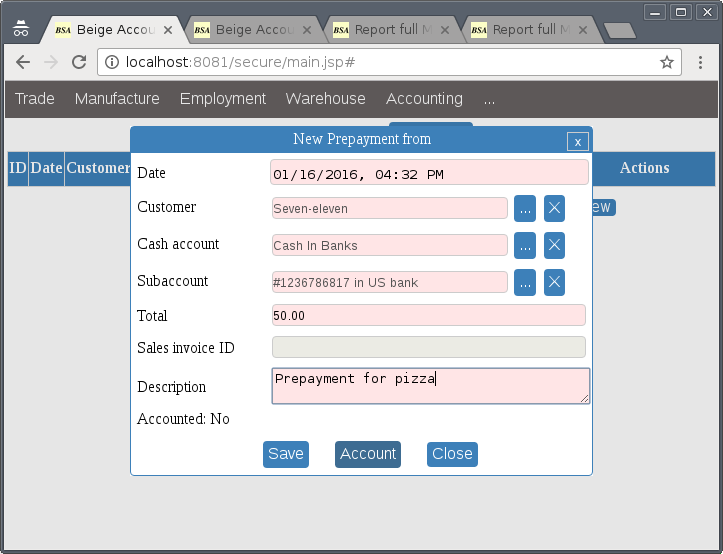 BSA Beige Accou × BSA Beige Accou × BSA Report full M × BSA Report full M ×
localhost:8081/secure/main.jsp#
Trade Manufacture Employment Warehouse Accounting ...
New Prepayment from x
ID Date Customer Actions
Date 01/16/2016, 04:32 PM
Customer Seven-eleven ... X
ew
Cash account Cash In Banks ... X
Subaccount #1236786817 in US bank ... X
Total 50.00
Sales invoice ID
Description Prepayment for pizza
Accounted: No
Save Account Close